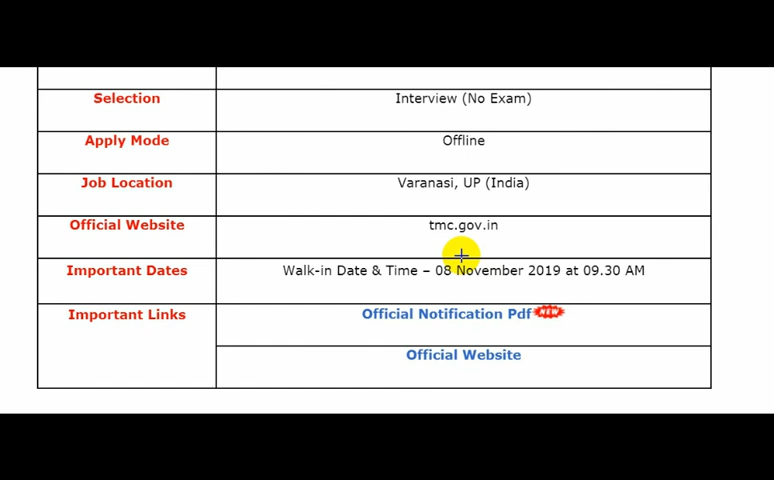 Selection Interview (No Exam)
Apply Mode Offline
Job Location Varanasi, UP (India)
Official Website tmc.gov.in
Important Dates Walk-in Date & Time – 08 November 2019 at 09.30 AM
Important Links Official Notification Pdf NEW
Official Website